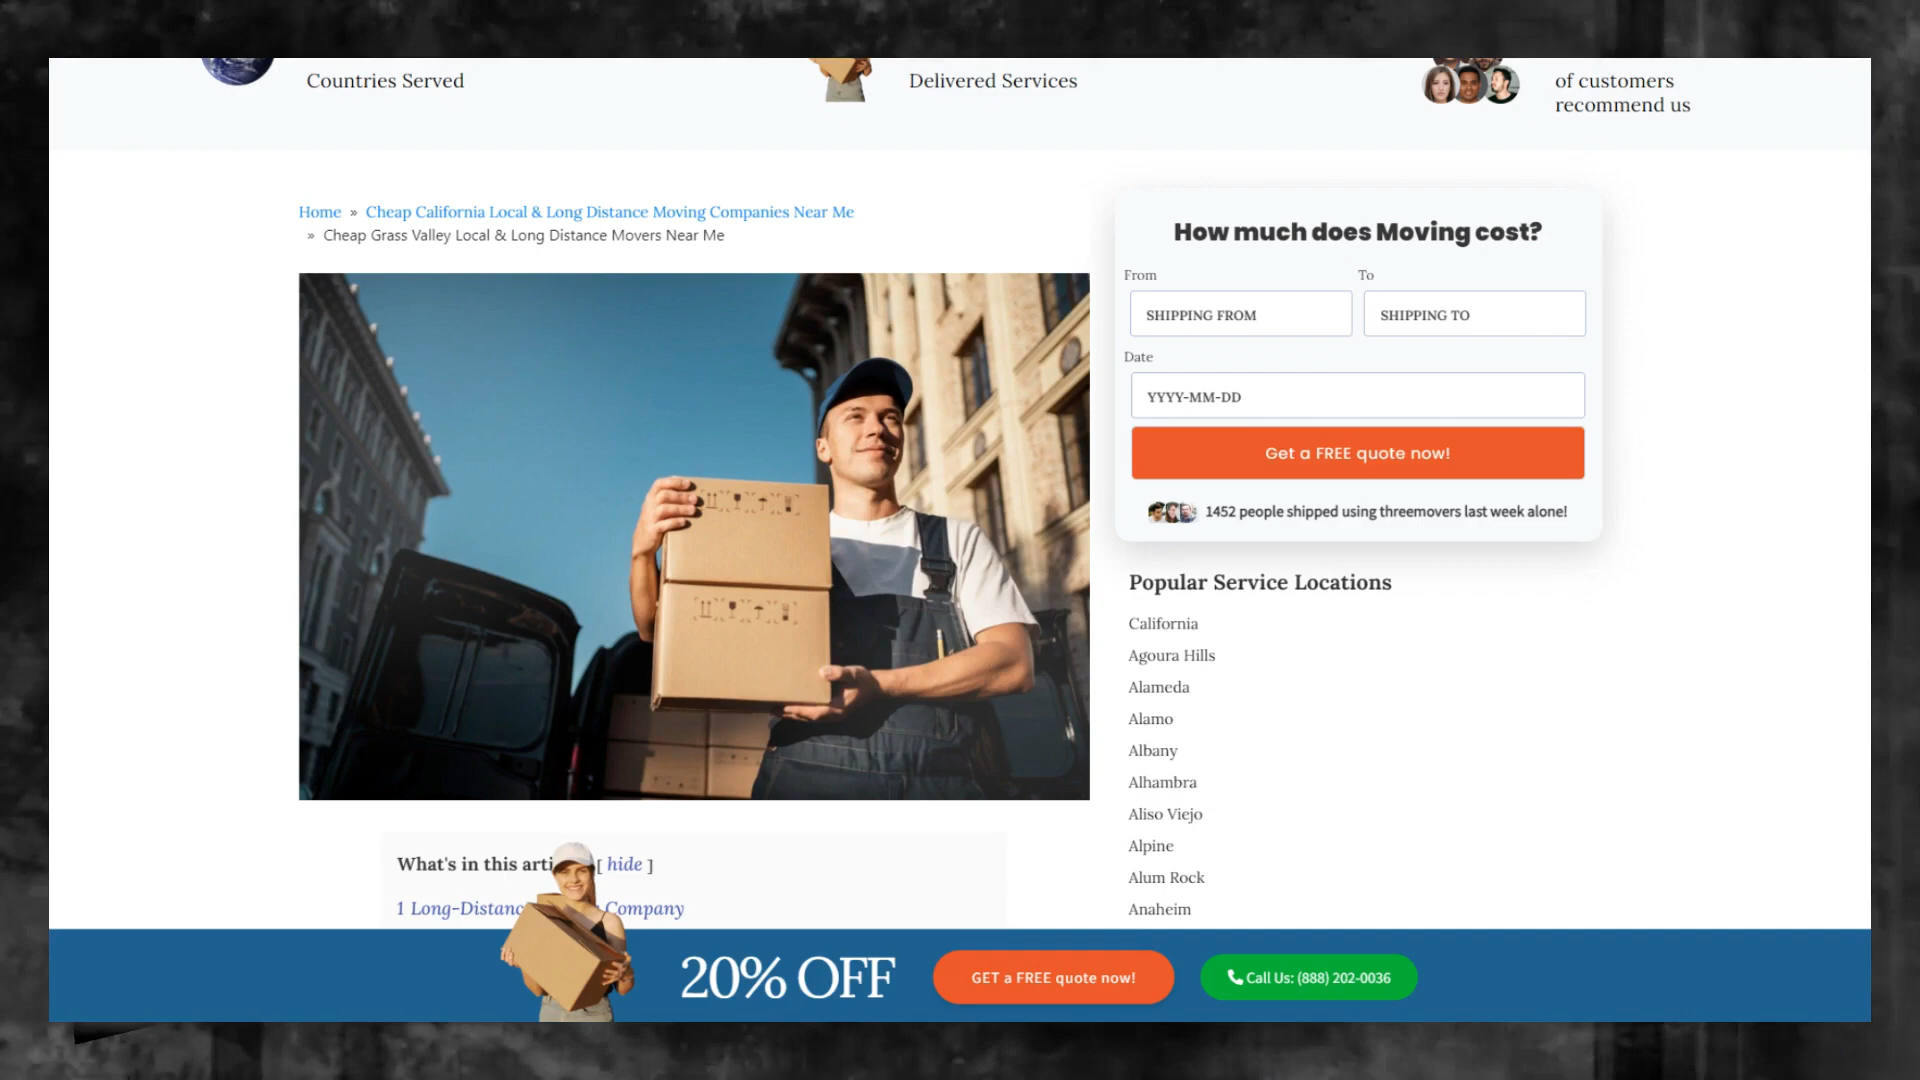 Countries Served
Delivered Services
of customers
recommend us
Home » Cheap California Local & Long Distance Moving Companies Near Me
» Cheap Grass Valley Local & Long Distance Movers Near Me
How much does Moving cost?
From To
SHIPPING FROM SHIPPING TO
Date
YYYY-MM-DD
Get a FREE quote now!
1452 people shipped using threemovers last week alone!
Popular Service Locations
California
Agoura Hills
Alameda
Alamo
Albany
Alhambra
Aliso Viejo
Alpine
Alum Rock
Anaheim
What's in this arti [ hide ]
1 Long-Distanc Company
20% OFF
GET a FREE quote now!
Call Us: (888) 202-0036